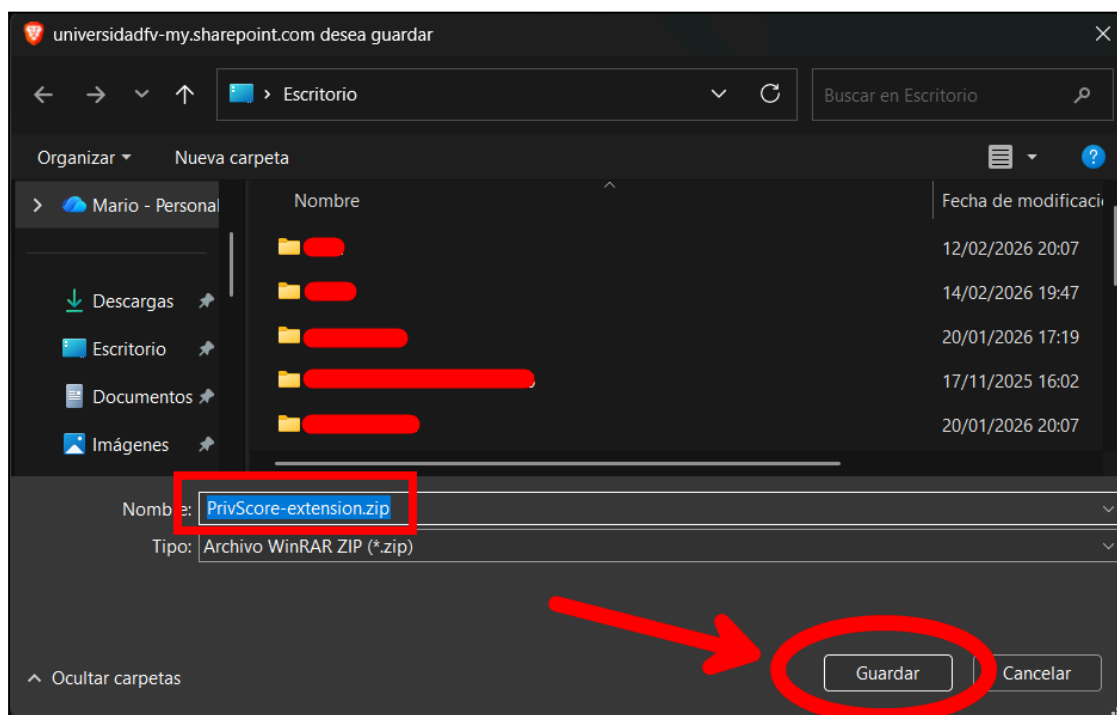 universidadfv-my.sharepoint.com desea guardar
Escritorio
Buscar en Escritorio
Organizar
Nueva carpeta
Mario - Personal
Nombre
Fecha de modificació
12/02/2026 20:07
14/02/2026 19:47
Descargas
20/01/2026 17:19
Escritorio
17/11/2025 16:02
Documentos
20/01/2026 20:07
Imágenes
Nombre:
PrivScore-extension.zip
Tipo: Archivo WinRAR ZIP (*.zip)
Ocultar carpetas
Guardar
Cancelar